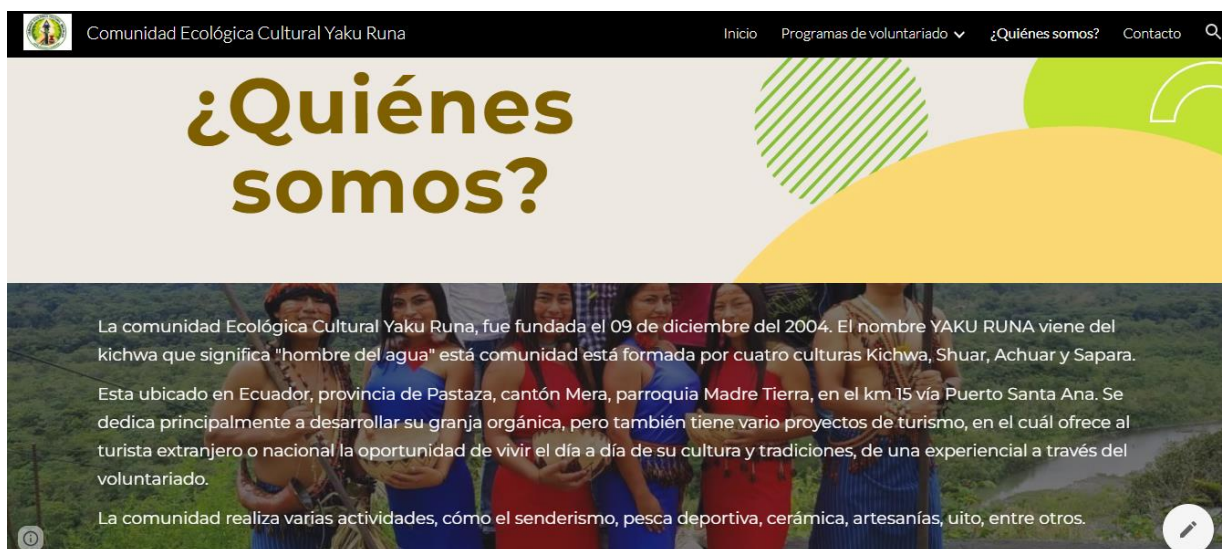 Comunidad Ecológica Cultural Yaku Runa
Inicio Programas de voluntariado ¿Quiénes somos? Contacto
¿Quiénes
somos?
La comunidad Ecológica Cultural Yaku Runa, fue fundada el 09 de diciembre del 2004. El nombre YAKU RUNA viene del
kichwa que significa "hombre del agua" está comunidad está formada por cuatro culturas Kichwa, Shuar, Achuar y Sapara.
Esta ubicado en Ecuador, provincia de Pastaza, cantón Mera, parroquia Madre Tierra, en el km 15 vía Puerto Santa Ana. Se
dedica principalmente a desarrollar su granja orgánica, pero también tiene vario proyectos de turismo, en el cuál ofrece al
turista extranjero o nacional la oportunidad de vivir el día a día de su cultura y tradiciones, de una experiencial a través del
voluntariado.
La comunidad realiza varias actividades, cómo el senderismo, pesca deportiva, cerámica, artesanías, uito, entre otros.